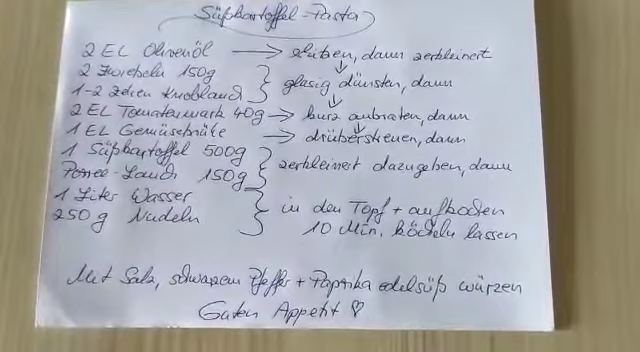 Süßkartoffel-Pasta
2 EL Olivenöl → erhitzen, dann zerkleinert
2 Zwiebeln 150g
1-2 Zehen Knoblauch } glasig dünsten, dann
2 EL Tomatenmark 40g → kurz anbraten, dann
1 EL Gemüsebrühe → drüberstreuen, dann
1 Süßkartoffel 500g
Porree-Lauch 150g } zerkleinert dazugeben, dann
1 Liter Wasser
250 g Nudeln } in den Topf + aufkochen
10 Min. köcheln lassen
Mit Salz, schwarzem Pfeffer + Paprika edelsüß würzen
Guten Appetit ♡